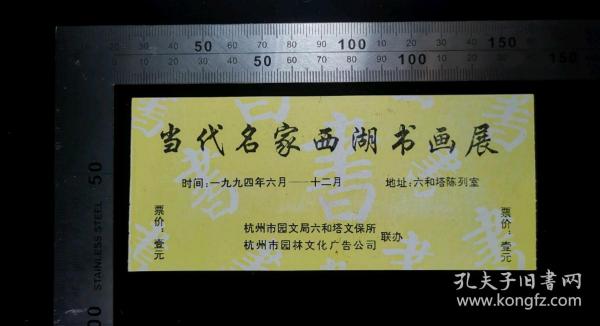 当代名家西湖书画展
时间:一九九四年六月——十二月
地址:六和塔陈列室
票价:壹元
杭州市园文局六和塔文保所
杭州市园林文化广告公司
联办
票价:壹元
STAINLESS STEEL
孔夫子旧书网
www.kongfz.com